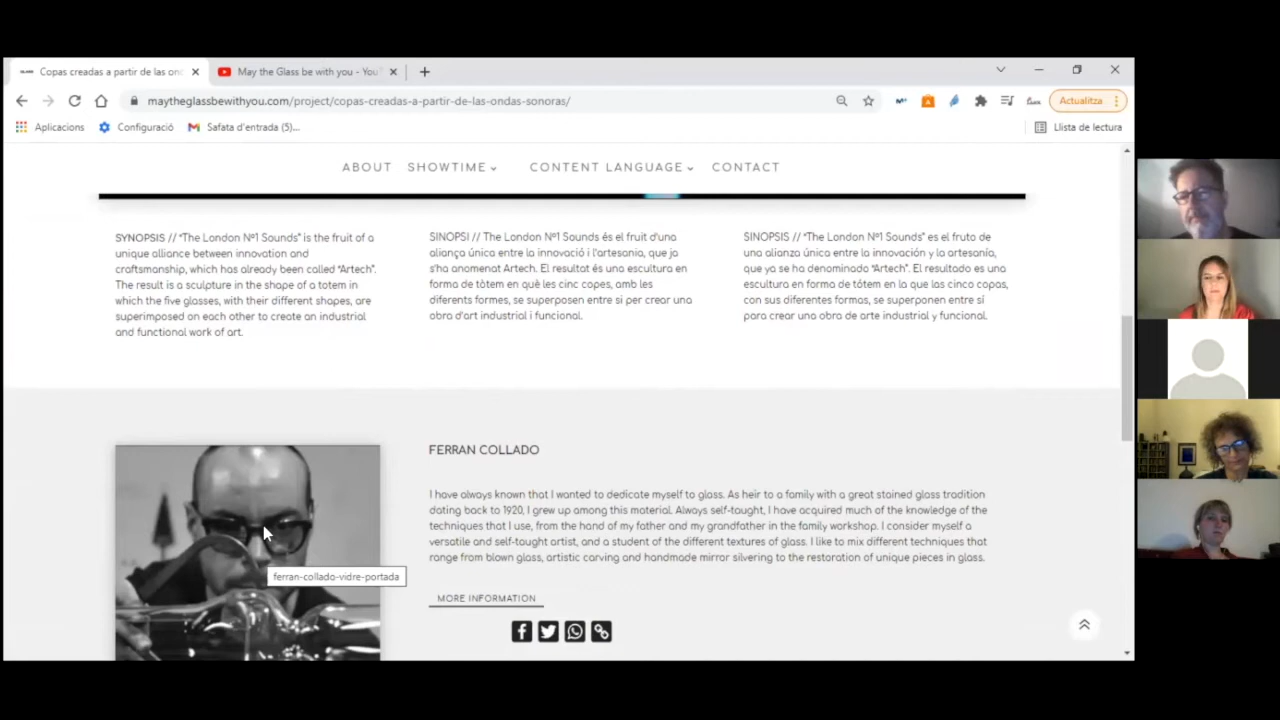 Copas creadas a partir de las ond
May the Glass be with you - You
maytheglassbewithyou.com/project/copas-creadas-a-partir-de-las-ondas-sonoras/
Actualitza
Aplicacions
Configuració
Safata d'entrada (5)...
Llista de lectura
ABOUT SHOWTIME CONTENT LANGUAGE CONTACT
SYNOPSIS // "The London Nº1 Sounds" is the fruit of a
unique alliance between innovation and
craftsmanship, which has already been called "Artech".
The result is a sculpture in the shape of a totem in
which the five glasses, with their different shapes, are
superimposed on each other to create an industrial
and functional work of art.
SINOPSI // The London Nº1 Sounds és el fruit d'una
aliança única entre la innovació i l'artesania, que ja
s'ha anomenat Artech. El resultat és una escultura en
forma de tòtem en què les cinc copes, amb les
diferents formes, se superposen entre si per crear una
obra d'art industrial i funcional.
SINOPSIS // "The London Nº1 Sounds" es el fruto de
una alianza única entre la innovación y la artesanía,
que ya se ha denominado "Artech". El resultado es una
escultura en forma de tótem en la que las cinco copas,
con sus diferentes formas, se superponen entre sí
para crear una obra de arte industrial y funcional.
FERRAN COLLADO
I have always known that I wanted to dedicate myself to glass. As heir to a family with a great stained glass tradition
dating back to 1920, I grew up among this material. Always self-taught, I have acquired much of the knowledge of the
techniques that I use, from the hand of my father and my grandfather in the family workshop. I consider myself a
versatile and self-taught artist, and a student of the different textures of glass. I like to mix different techniques that
range from blown glass, artistic carving and handmade mirror silvering to the restoration of unique pieces in glass.
ferran-collado-vidre-portada
MORE INFORMATION